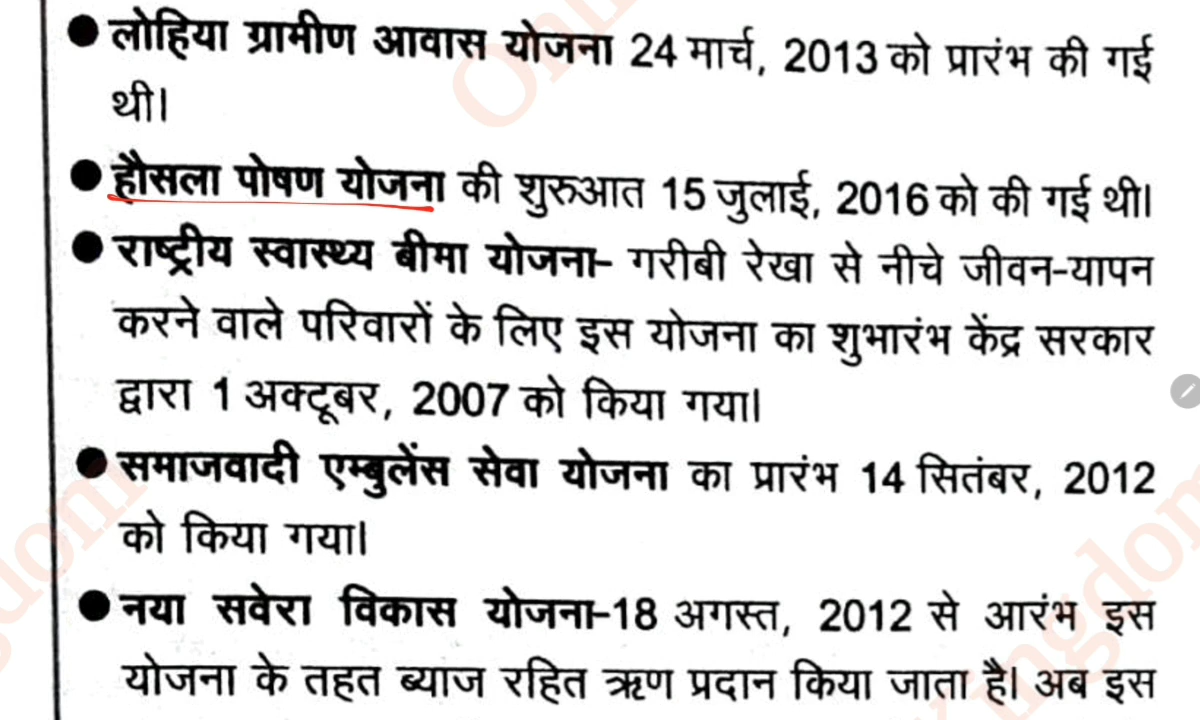 ● लोहिया ग्रामीण आवास योजना 24 मार्च, 2013 को प्रारंभ की गई
थी।
● हौसला पोषण योजना की शुरुआत 15 जुलाई, 2016 को की गई थी।
● राष्ट्रीय स्वास्थ्य बीमा योजना– गरीबी रेखा से नीचे जीवन-यापन
करने वाले परिवारों के लिए इस योजना का शुभारंभ केंद्र सरकार
द्वारा 1 अक्टूबर, 2007 को किया गया।
● समाजवादी एम्बुलेंस सेवा योजना का प्रारंभ 14 सितंबर, 2012
को किया गया।
● नया सवेरा विकास योजना–18 अगस्त, 2012 से आरंभ इस
योजना के तहत ब्याज रहित ऋण प्रदान किया जाता है। अब इस